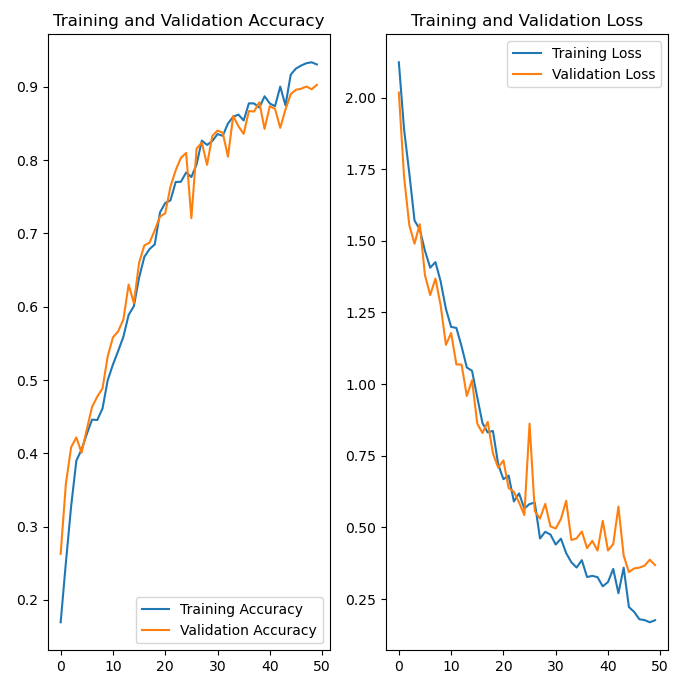 Training and Validation Accuracy
0.9
0.8
0.7
0.6
0.5
0.4
0.3
0.2
0 10 20 30 40 50
Training Accuracy
Validation Accuracy
Training and Validation Loss
2.00
1.75
1.50
1.25
1.00
0.75
0.50
0.25
0 10 20 30 40 50
Training Loss
Validation Loss